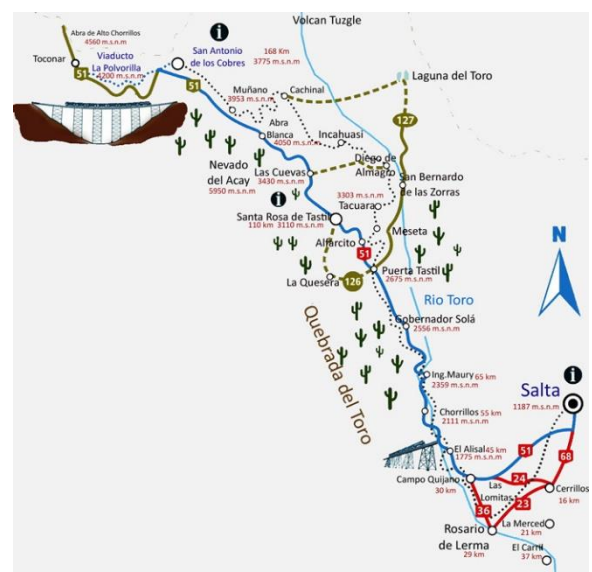 Volcan Tuzgle
Abra de Alto Chorrillos
4560 m.s.n.m
Toconar
Viaducto
La Polvorilla
4200 m.s.n.m
51
i
San Antonio
de los Cobres
168 Km
3775 m.s.n.m
51
Muñano
3953 m.s.n.m
Cachinal
Laguna del Toro
Abra
Blanca
4050 m.s.n.m
Incahuasi
127
Nevado
del Acay
5950 m.s.n.m
Las Cuevas
3430 m.s.n.m
Diego de
Almagro
San Bernardo
de las Zorras
i
3303 m.s.n.m
Tacuara
Santa Rosa de Tastil
110 km 3110 m.s.n.m
Meseta
Alfarcito
51
Puerta Tastil
2675 m.s.n.m
La Quesera
126
N
Rio Toro
Quebrada del Toro
Gobernador Solá
2556 m.s.n.m
Ing.Maury 65 km
2359 m.s.n.m
i
Salta
1187 m.s.n.m
Chorrillos 55 km
2111 m.s.n.m
El Alisal 45 km
1775 m.s.n.m
51
68
Campo Quijano
30 km
Las
Lomitas
24
Cerrillos
16 km
36
23
Rosario
de Lerma
29 km
La Merced
21 km
El Carril
37 km